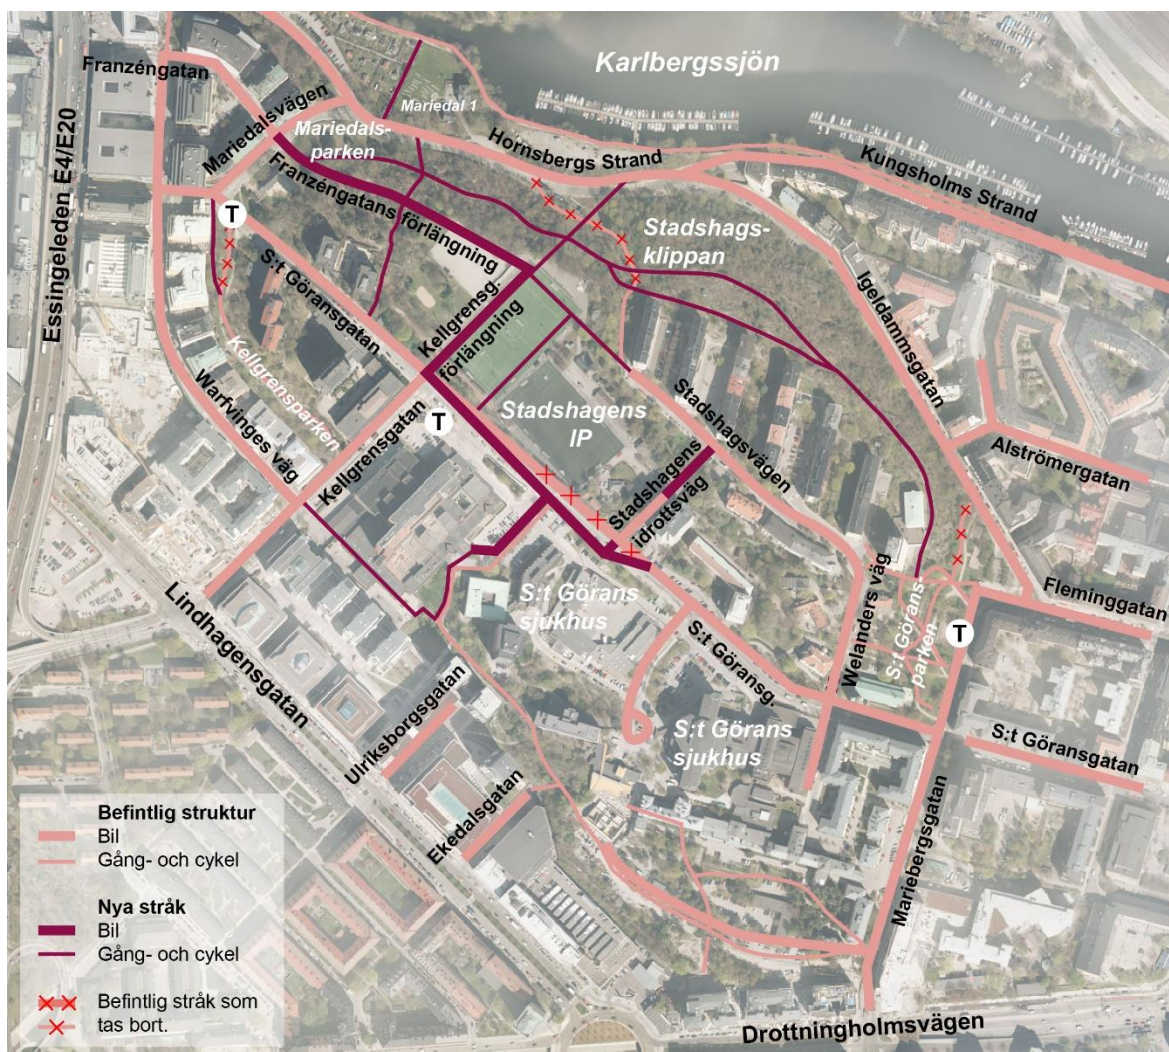 Karlbergssjön
Franzéngatan
Mariedal 1
Mariedalsvägen
Mariedals-
parken
Hornsbergs Strand
Kungsholms Strand
Franzéngatans förlängning
T
Stadshags-
klippan
Essingeleden E4/E20
S:t Göransgatan
Kellgrensg.
förlängning
Igeldammsgatan
Kellgrensparken
Warfvinges väg
Kellgrensgatan
T
Stadshagens
IP
Stadshagsvägen
Alströmergatan
Stadshagens
idrottsväg
Lindhagensgatan
S:t Görans
sjukhus
Welanders väg
S:t Görans-
parken
Fleminggatan
T
S:t Göransg.
Ulriksborgsgatan
S:t Görans
sjukhus
S:t Göransgatan
Ekedalsgatan
Mariebergsgatan
Drottningholmsvägen
Befintlig struktur
Bil
Gång- och cykel
Nya stråk
Bil
Gång- och cykel
Befintlig stråk som
tas bort.